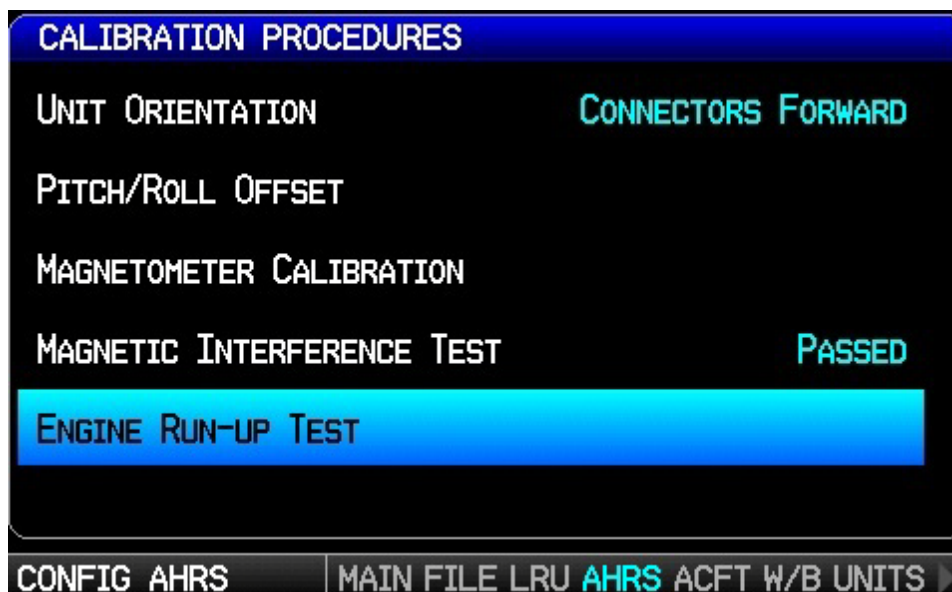 CALIBRATION PROCEDURES
UNIT ORIENTATION CONNECTORS FORWARD
PITCH/ROLL OFFSET
MAGNETOMETER CALIBRATION
MAGNETIC INTERFERENCE TEST PASSED
ENGINE RUN-UP TEST
CONFIG AHRS MAIN FILE LRU AHRS ACFT W/B UNITS